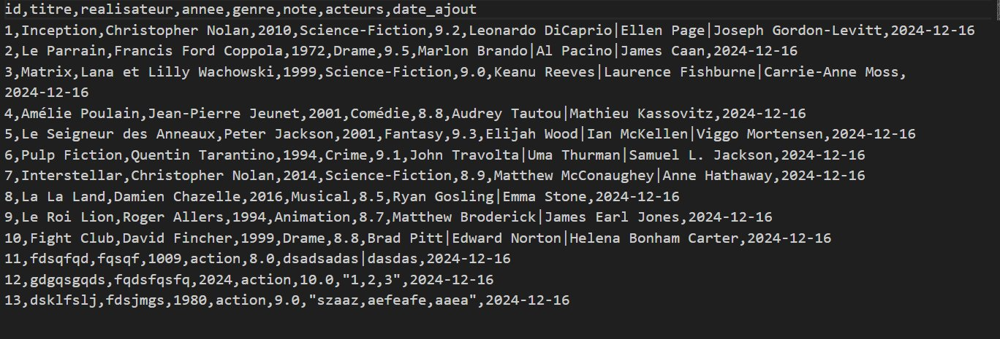 id,titre,realisateur,annee,genre,note,acteurs,date_ajout
1,Inception,Christopher Nolan,2010,Science-Fiction,9.2,Leonardo DiCaprio|Ellen Page|Joseph Gordon-Levitt,2024-12-16
2,Le Parrain,Francis Ford Coppola,1972,Drame,9.5,Marlon Brando|Al Pacino|James Caan,2024-12-16
3,Matrix,Lana et Lilly Wachowski,1999,Science-Fiction,9.0,Keanu Reeves|Laurence Fishburne|Carrie-Anne Moss,
2024-12-16
4,Amélie Poulain,Jean-Pierre Jeunet,2001,Comédie,8.8,Audrey Tautou|Mathieu Kassovitz,2024-12-16
5,Le Seigneur des Anneaux,Peter Jackson,2001,Fantasy,9.3,Elijah Wood|Ian McKellen|Viggo Mortensen,2024-12-16
6,Pulp Fiction,Quentin Tarantino,1994,Crime,9.1,John Travolta|Uma Thurman|Samuel L. Jackson,2024-12-16
7,Interstellar,Christopher Nolan,2014,Science-Fiction,8.9,Matthew McConaughey|Anne Hathaway,2024-12-16
8,La La Land,Damien Chazelle,2016,Musical,8.5,Ryan Gosling|Emma Stone,2024-12-16
9,Le Roi Lion,Roger Allers,1994,Animation,8.7,Matthew Broderick|James Earl Jones,2024-12-16
10,Fight Club,David Fincher,1999,Drame,8.8,Brad Pitt|Edward Norton|Helena Bonham Carter,2024-12-16
11,fdsqfqd,fqsqf,1009,action,8.0,dsadsadas|dasdas,2024-12-16
12,gdgqsgqds,fqdsfqsfq,2024,action,10.0,"1,2,3",2024-12-16
13,dsklfslj,fdsjmgs,1980,action,9.0,"szaaz,aefeafe,aaea",2024-12-16